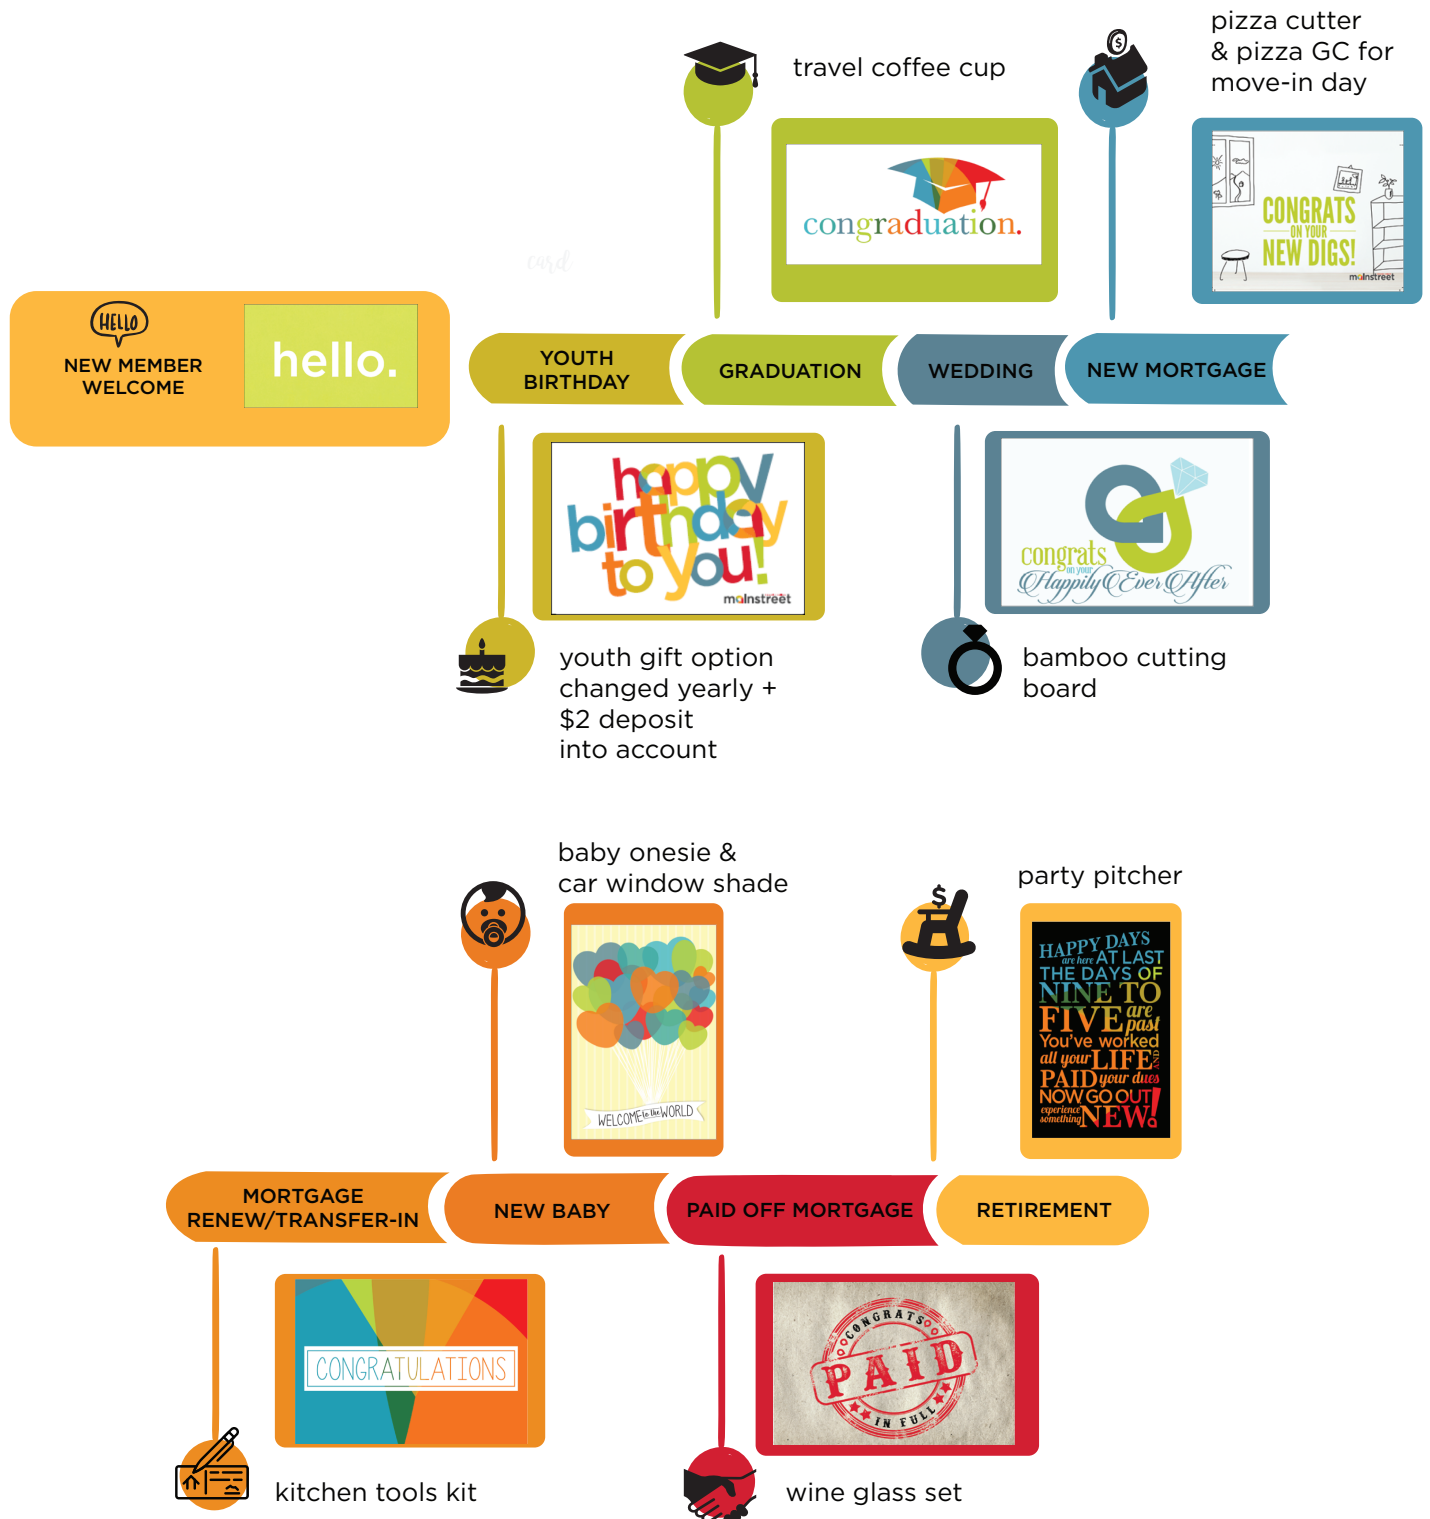 pizza cutter
& pizza GC for
move-in day
travel coffee cup
congraduation.
CONGRATS
ON YOUR
NEW DIGS!
mainstreet
card
HELLO
NEW MEMBER
WELCOME
hello.
YOUTH
BIRTHDAY
GRADUATION
WEDDING
NEW MORTGAGE
happy
birthday
to you!
mainstreet
congrats
on your
Happily Ever After
youth gift option
changed yearly +
$2 deposit
into account
bamboo cutting
board
baby onesie &
car window shade
party pitcher
WELCOME to the WORLD
HAPPY DAYS
are here AT LAST
THE DAYS OF
NINE TO
FIVE are past
You've worked
all your LIFE AND
PAID your dues
NOW GO OUT
experience something NEW!
MORTGAGE
RENEW/TRANSFER-IN
NEW BABY
PAID OFF MORTGAGE
RETIREMENT
CONGRATULATIONS
CONGRATS
PAID
IN FULL
kitchen tools kit
wine glass set